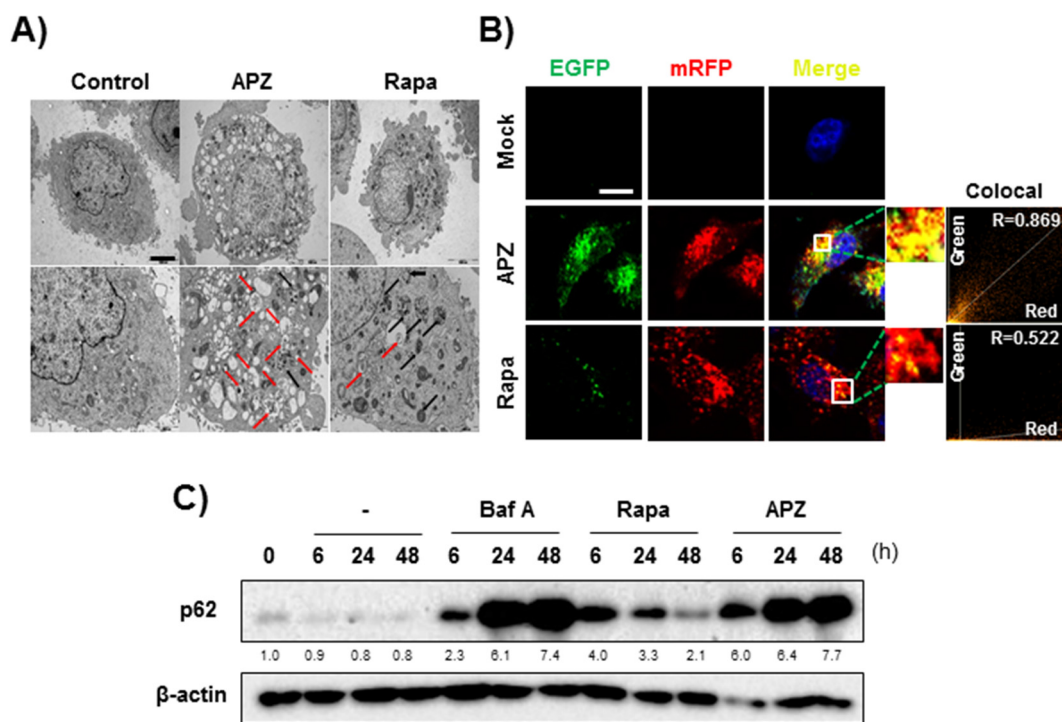 A)
Control APZ Rapa
B)
EGFP mRFP Merge
Mock
APZ
Rapa
Colocal
Green
R=0.869
Red
Green
R=0.522
Red
C)
- Baf A Rapa APZ
0 6 24 48 6 24 48 6 24 48 6 24 48 (h)
p62
1.0 0.9 0.8 0.8 2.3 6.1 7.4 4.0 3.3 2.1 6.0 6.4 7.7
β-actin